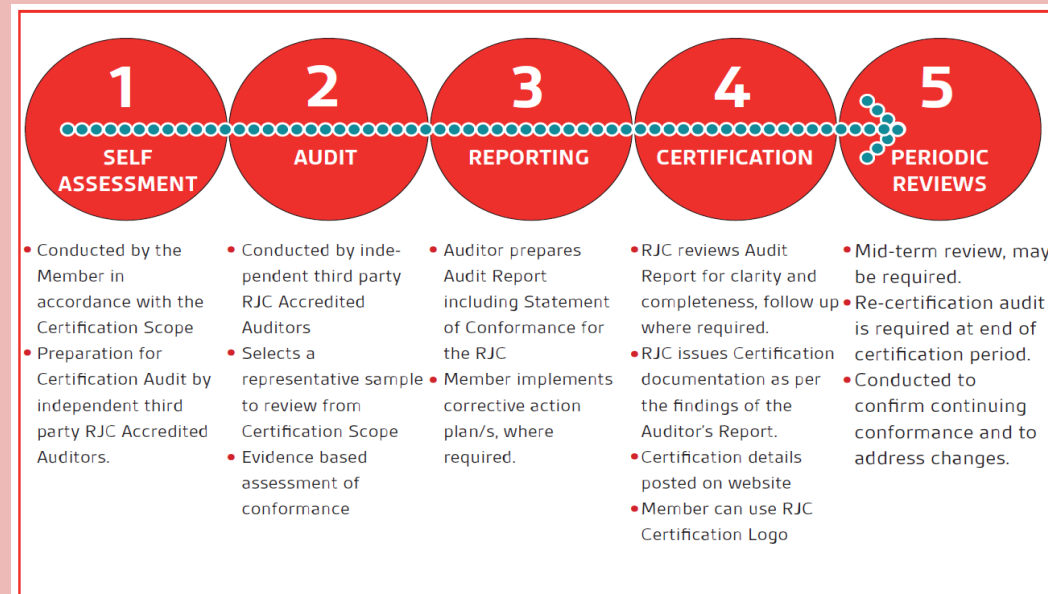 1
SELF
ASSESSMENT
• Conducted by the
Member in
accordance with the
Certification Scope
• Preparation for
Certification Audit by
independent third
party RJC Accredited
Auditors.
2
AUDIT
• Conducted by inde-
pendent third party
RJC Accredited
Auditors
• Selects a
representative sample
to review from
Certification Scope
• Evidence based
assessment of
conformance
3
REPORTING
• Auditor prepares
Audit Report
including Statement
of Conformance for
the RJC
• Member implements
corrective action
plan/s, where
required.
4
CERTIFICATION
• RJC reviews Audit
Report for clarity and
completeness, follow up
where required.
• RJC issues Certification
documentation as per
the findings of the
Auditor's Report.
• Certification details
posted on website
• Member can use RJC
Certification Logo
5
PERIODIC
REVIEWS
• Mid-term review, may
be required.
• Re-certification audit
is required at end of
certification period.
• Conducted to
confirm continuing
conformance and to
address changes.